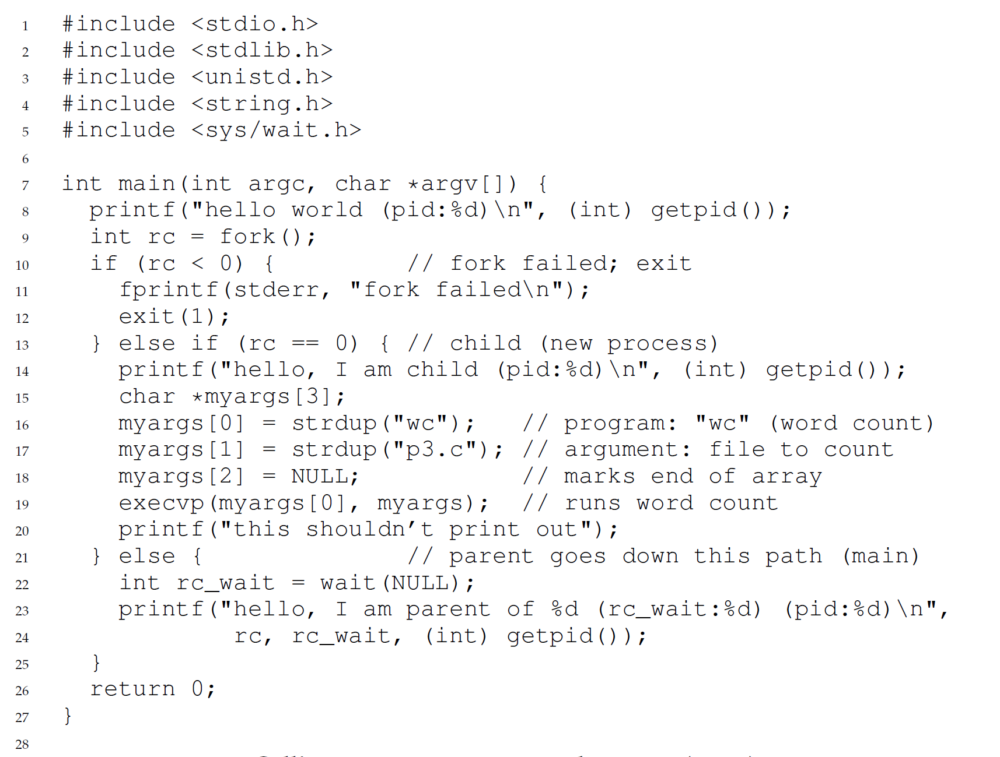 1 #include <stdio.h>
2 #include <stdlib.h>
3 #include <unistd.h>
4 #include <string.h>
5 #include <sys/wait.h>
6
7 int main(int argc, char *argv[]) {
8 printf("hello world (pid:%d)\n", (int) getpid());
9 int rc = fork();
10 if (rc < 0) { // fork failed; exit
11 fprintf(stderr, "fork failed\n");
12 exit(1);
13 } else if (rc == 0) { // child (new process)
14 printf("hello, I am child (pid:%d)\n", (int) getpid());
15 char *myargs[3];
16 myargs[0] = strdup("wc"); // program: "wc" (word count)
17 myargs[1] = strdup("p3.c"); // argument: file to count
18 myargs[2] = NULL; // marks end of array
19 execvp(myargs[0], myargs); // runs word count
20 printf("this shouldn’t print out");
21 } else { // parent goes down this path (main)
22 int rc_wait = wait(NULL);
23 printf("hello, I am parent of %d (rc_wait:%d) (pid:%d)\n",
24 rc, rc_wait, (int) getpid());
25 }
26 return 0;
27 }
28